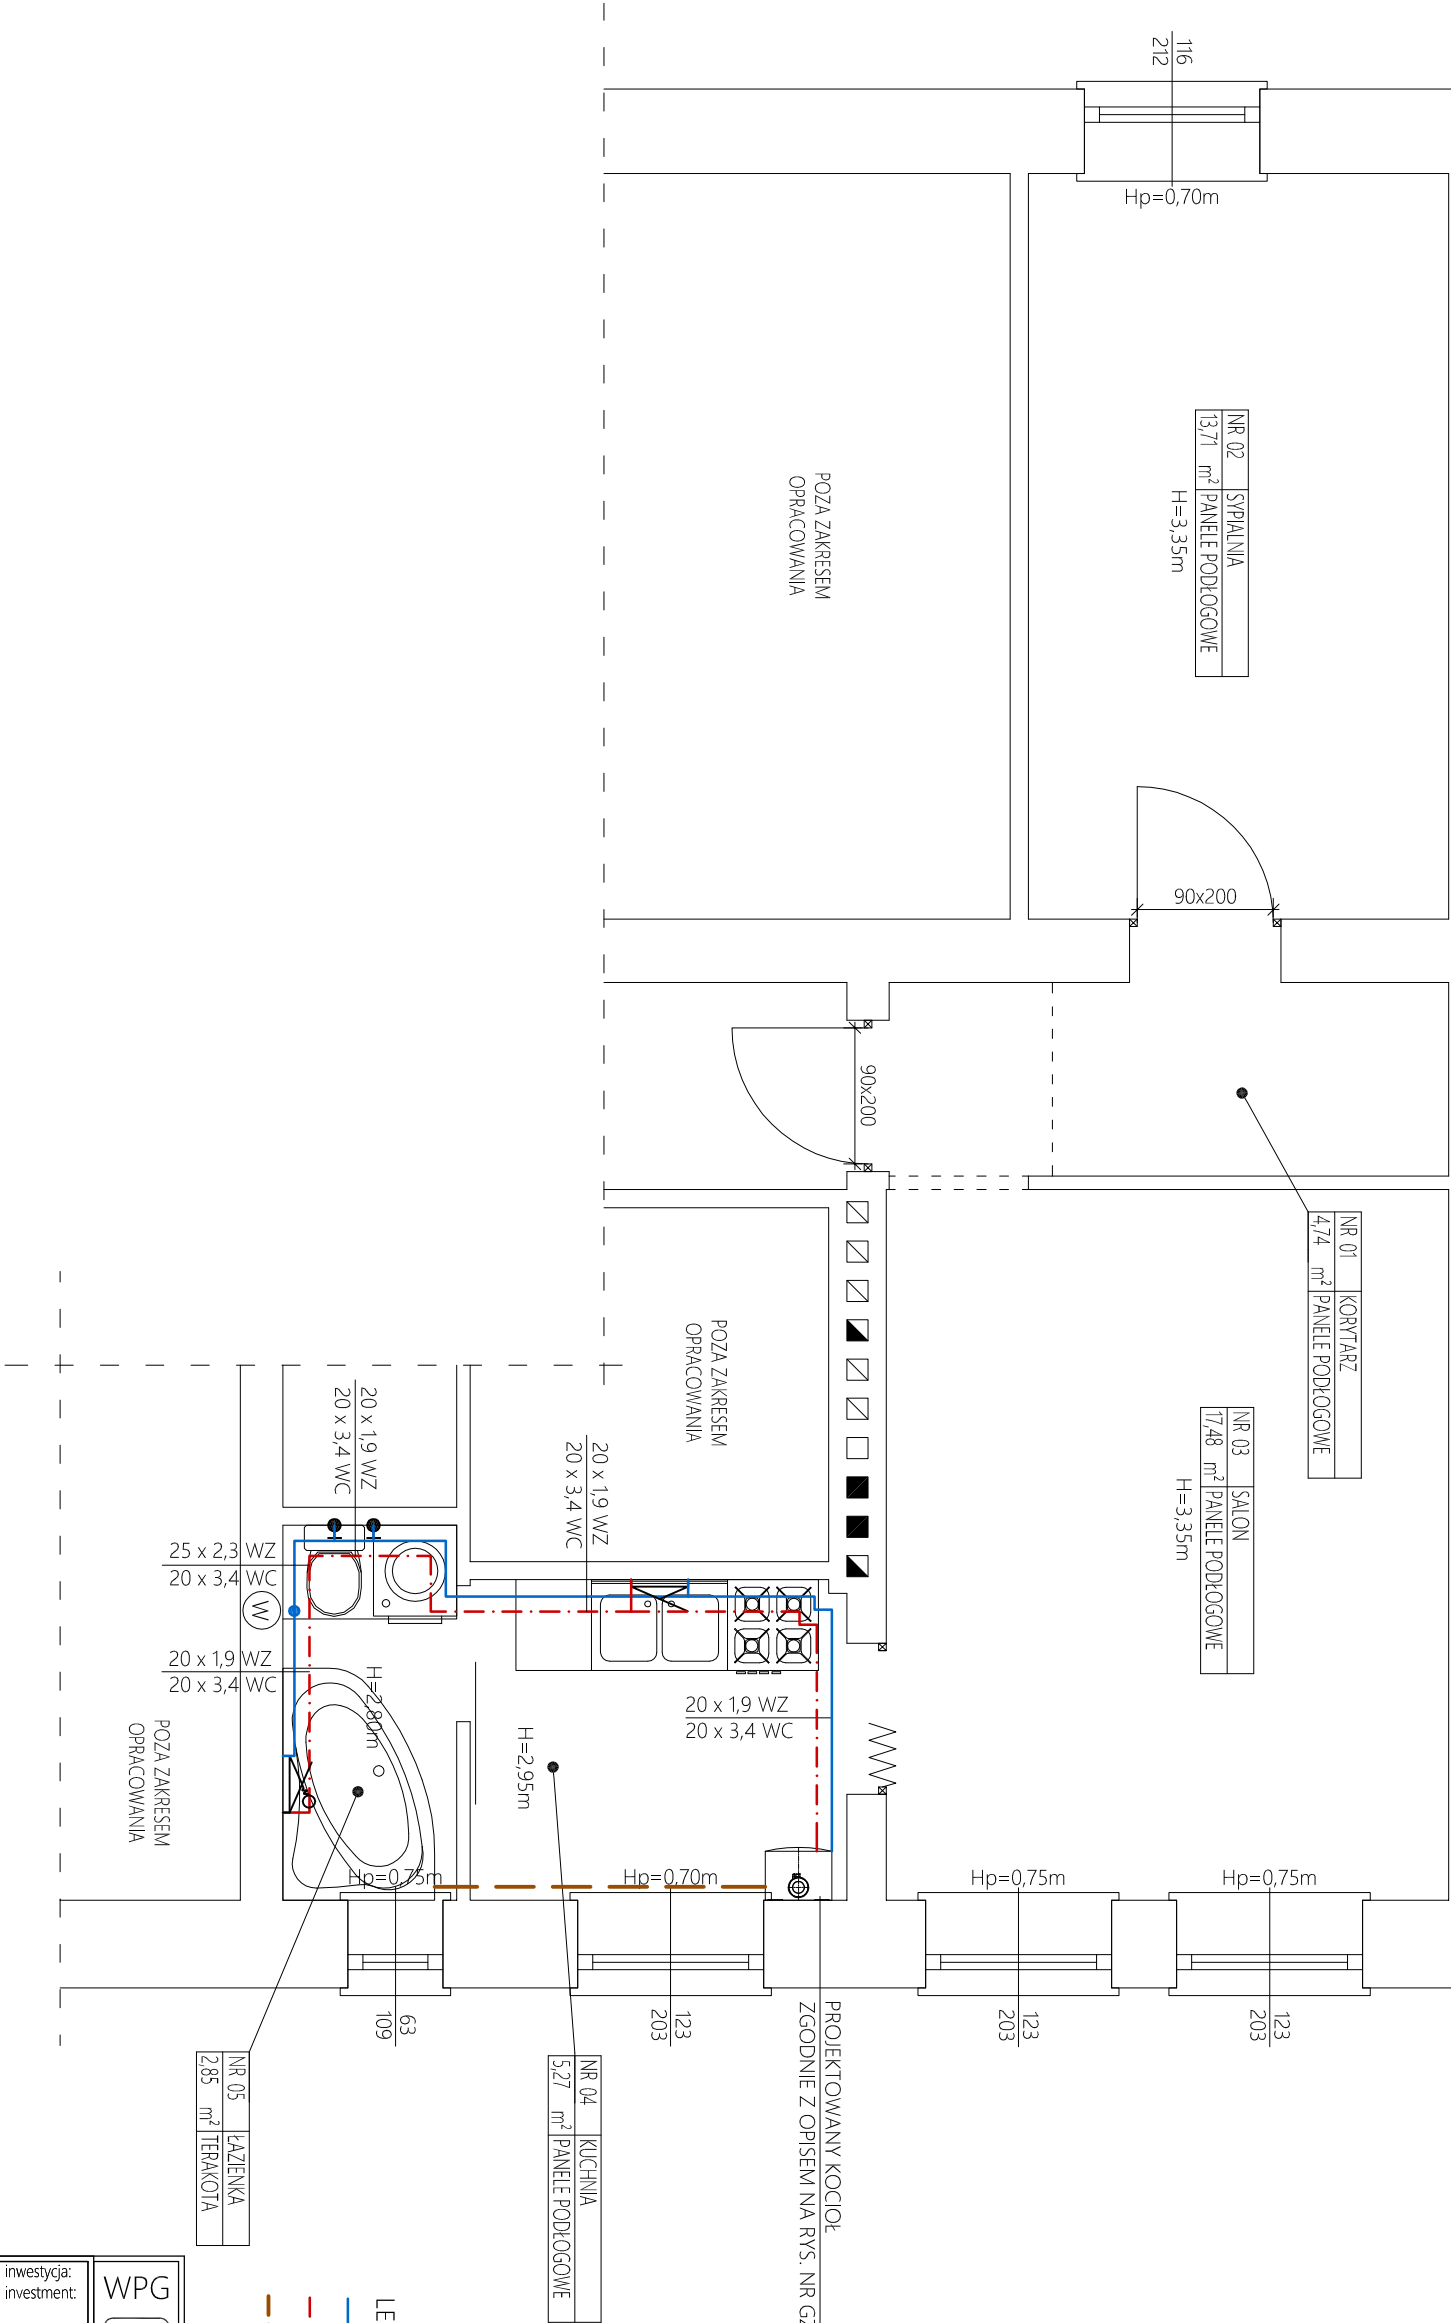 116
212
Hp=0,70m
NR 02 SYPIALNIA
13,71 m² PANELE PODŁOGOWE
H=3,35m
POZA ZAKRESEM
OPRACOWANIA
90x200
90x200
NR 01 KORYTARZ
4,74 m² PANELE PODŁOGOWE
POZA ZAKRESEM
OPRACOWANIA
NR 03 SALON
17,48 m² PANELE PODŁOGOWE
H=3,35m
20 x 1,9 WZ
20 x 3,4 WC
20 x 1,9 WZ
20 x 3,4 WC
25 x 2,3 WZ
20 x 3,4 WC
W
20 x 1,9 WZ
20 x 3,4 WC
H=2,80m
20 x 1,9 WZ
20 x 3,4 WC
H=2,95m
POZA ZAKRESEM
OPRACOWANIA
Hp=0,75m
Hp=0,70m
Hp=0,75m
Hp=0,75m
63
109
123
203
123
203
123
203
PROJEKTOWANY KOCIOŁ
ZGODNIE Z OPISEM NA RYS. NR
NR 05 ŁAZIENKA
2,85 m² TERAKOTA
NR 04 KUCHNIA
5,27 m² PANELE PODŁOGOWE
inwestycja:
investment:
WPG
LE